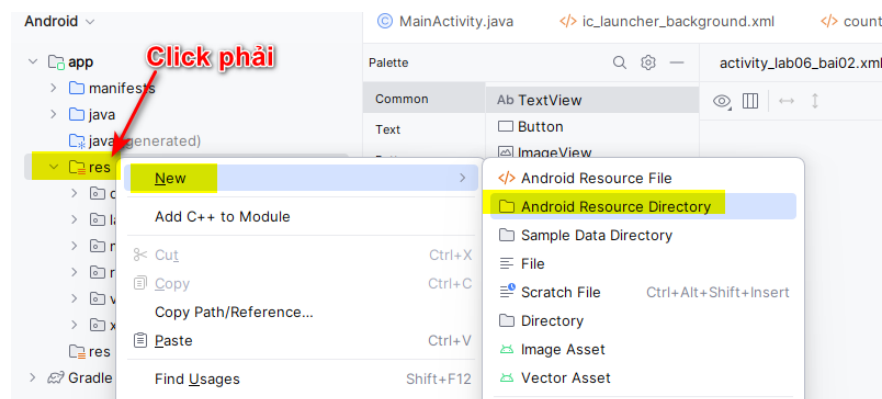 Android
MainActivity.java
ic_launcher_background.xml
app
Click phải
Palette
activity_lab06_bai02.xml
manifests
Common
Ab TextView
java
Text
Button
java generated)
ImageView
res
New
Android Resource File
Android Resource Directory
Add C++ to Module
Sample Data Directory
Cut Ctrl+X
File
Copy Ctrl+C
Scratch File Ctrl+Alt+Shift+Insert
Copy Path/Reference...
Directory
res
Paste Ctrl+V
Image Asset
Gradle
Find Usages Shift+F12
Vector Asset